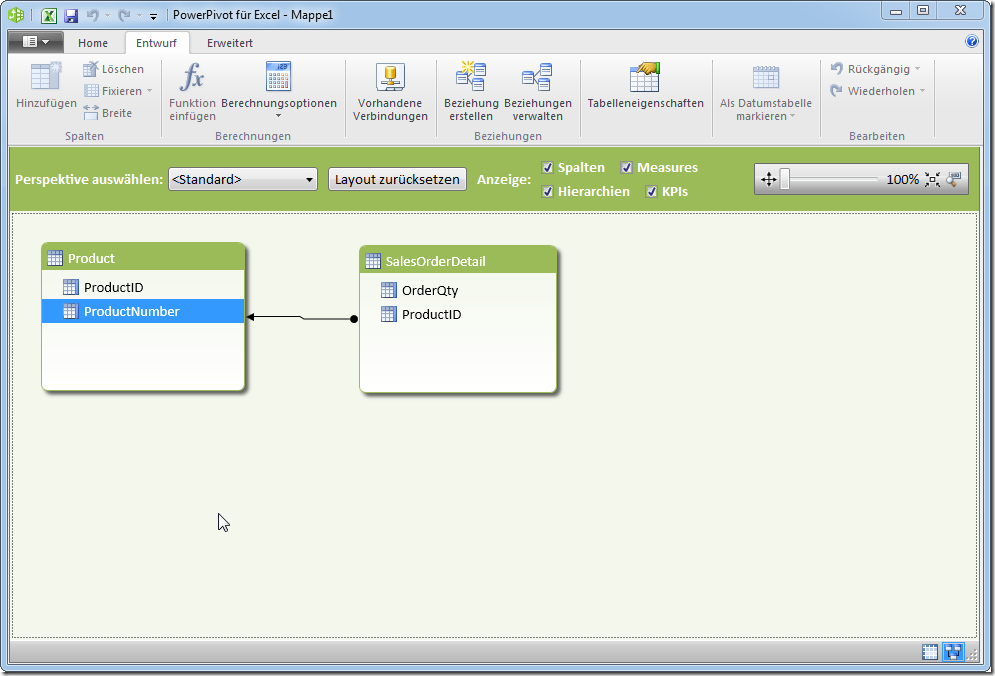 PowerPivot für Excel - Mappe1
Home Entwurf Erweitert
Hinzufügen
Löschen
Fixieren
Breite
Spalten
Funktion einfügen
Berechnungsoptionen
Berechnungen
Vorhandene Verbindungen
Beziehung erstellen
Beziehungen verwalten
Beziehungen
Tabelleneigenschaften
Als Datumstabelle markieren
Rückgängig
Wiederholen
Bearbeiten
Perspektive auswählen: <Standard> Layout zurücksetzen Anzeige:
Spalten Measures
Hierarchien KPIs
100%
Product
ProductID
ProductNumber
SalesOrderDetail
OrderQty
ProductID